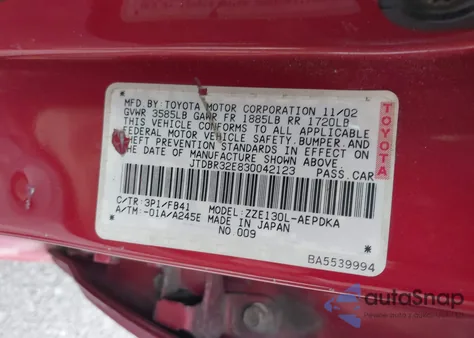 MFD.BY:TOYOTA MOTOR CORPORATION 11/02
GVWR 3585LB GAWR FR 1885LB RR 1720LB
THIS VEHICLE CONFORMS TO ALL APPLICABLE
FEDERAL MOTOR VEHICLE SAFETY,BUMPER,AND
THEFT PREVENTION STANDARDS IN EFFECT ON
THE DATE OF MANUFACTURE SHOWN ABOVE.
JTDBR32E830042123 PASS.CAR
C/TR:3P1/FB41 MODEL:ZZE130L-AEPDKA
A/TM:-01A/A245E MADE IN JAPAN
NO.009
BA5539994
TOYOTA
autoSnap
www.autosnap.com